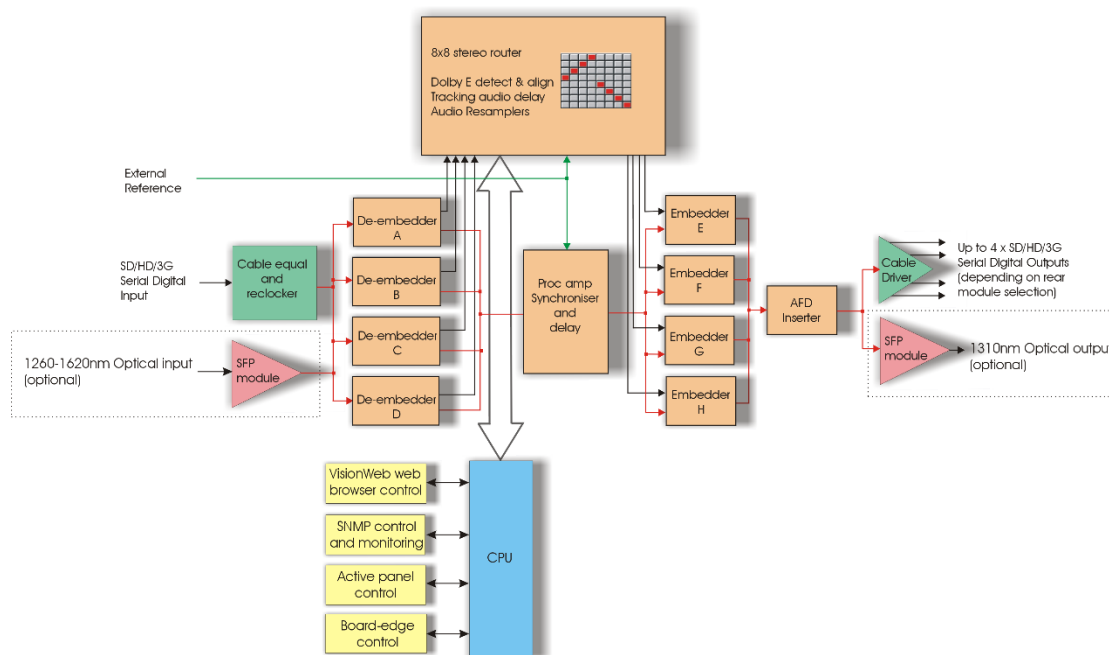 8x8 stereo router
Dolby E detect & align
Tracking audio delay
Audio Resamplers
External
Reference
De-embedder
A
De-embedder
B
De-embedder
C
De-embedder
D
SD/HD/3G
Serial Digital
Input
Cable equal
and
reclocker
1260-1620nm Optical input
(optional)
SFP
module
Proc amp
Synchroniser
and
delay
Embedder
E
Embedder
F
Embedder
G
Embedder
H
AFD
Inserter
Cable
Driver
Up to 4 x SD/HD/3G
Serial Digital Outputs
(depending on rear
module selection)
SFP
module
1310nm Optical output
(optional)
VisionWeb web
browser control
SNMP control
and monitoring
Active panel
control
Board-edge
control
CPU